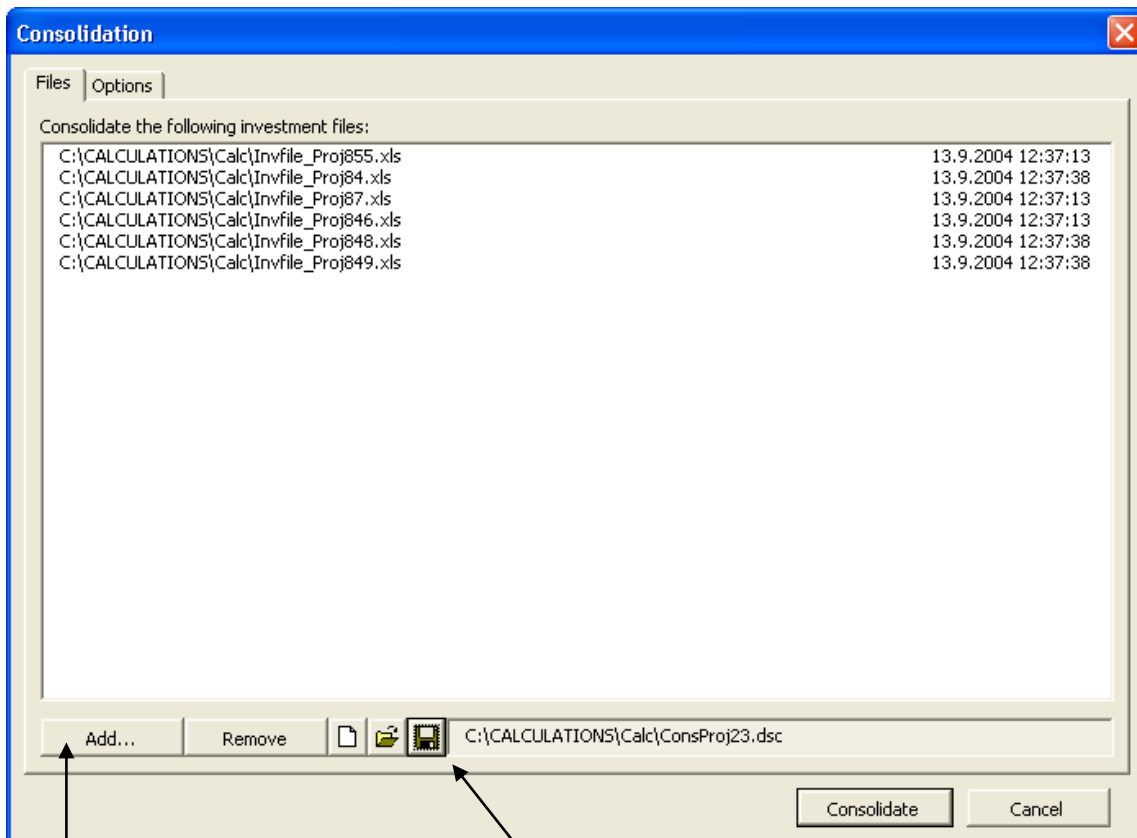 Consolidation
Files Options
Consolidate the following investment files:
C:\CALCULATIONS\Calc\Invfile_Proj855.xls 13.9.2004 12:37:13
C:\CALCULATIONS\Calc\Invfile_Proj84.xls 13.9.2004 12:37:38
C:\CALCULATIONS\Calc\Invfile_Proj87.xls 13.9.2004 12:37:13
C:\CALCULATIONS\Calc\Invfile_Proj846.xls 13.9.2004 12:37:13
C:\CALCULATIONS\Calc\Invfile_Proj848.xls 13.9.2004 12:37:38
C:\CALCULATIONS\Calc\Invfile_Proj849.xls 13.9.2004 12:37:38
Add... Remove C:\CALCULATIONS\Calc\ConsProj23.dsc
Consolidate Cancel